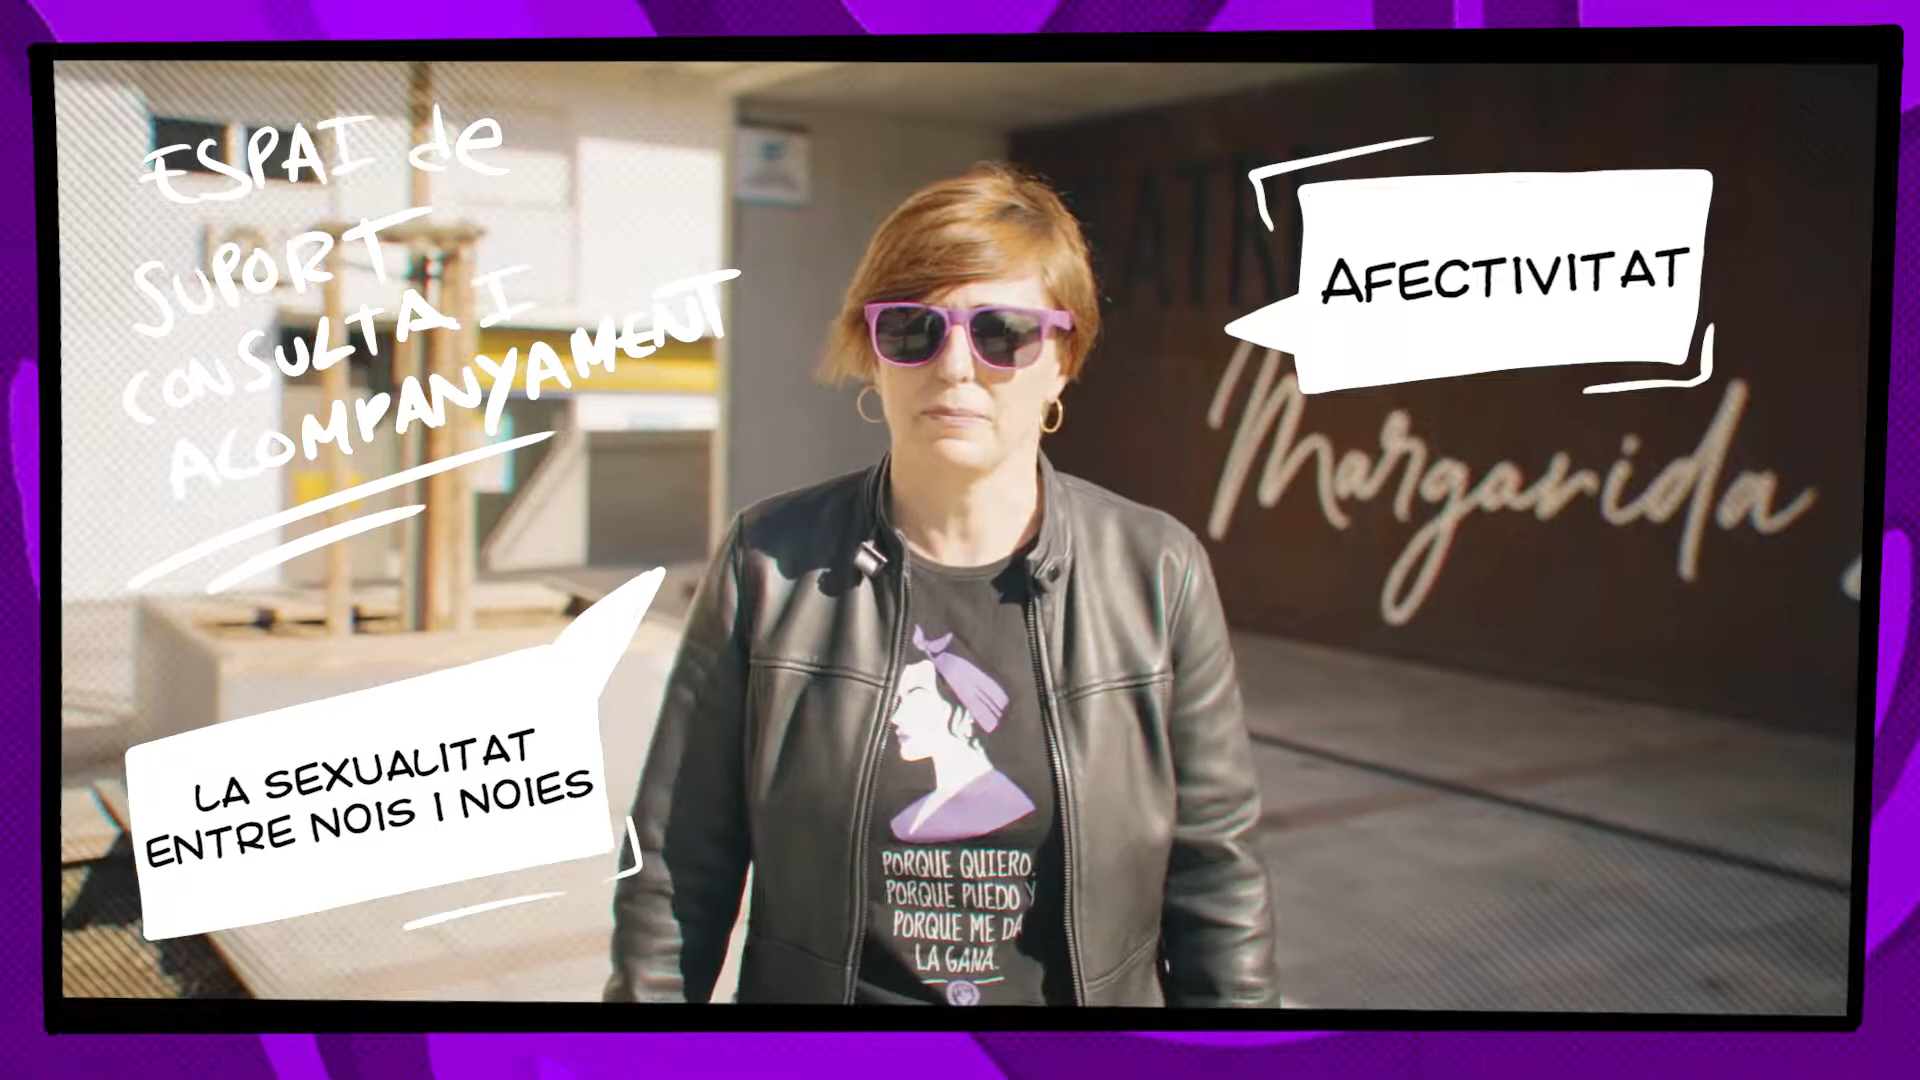 ESPAI de
SUPORT
CONSULTA I
ACOMPANYAMENT
AFECTIVITAT
TEATRE
Margarida
LA SEXUALITAT
ENTRE NOIS I NOIES
PORQUE QUIERO,
PORQUE PUEDO Y
PORQUE ME DA
LA GANA.